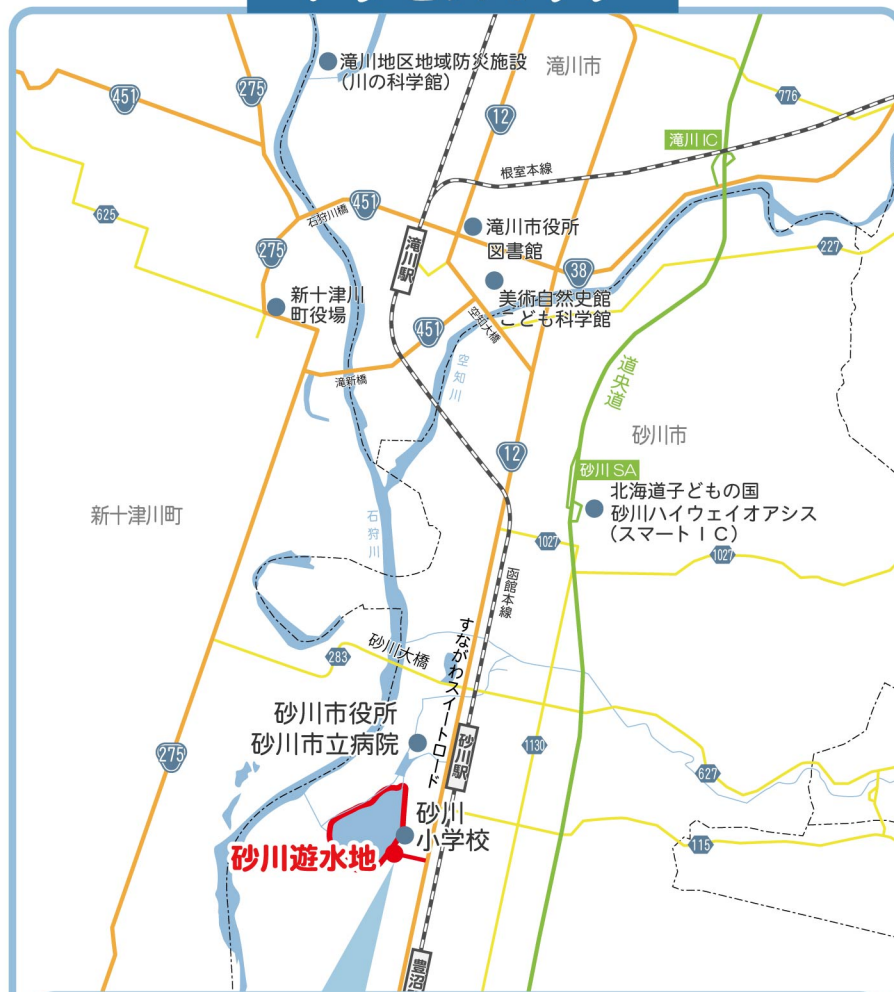 滝川地区地域防災施設
（川の科学館）
滝川市
451
275
12
776
滝川 IC
根室本線
625
石狩川橋
451
滝川市役所
図書館
227
275
滝川駅
38
新十津川
町役場
美術自然史館
こども科学館
空知大橋
451
滝新橋
空知川
道央道
砂川市
12
砂川 SA
北海道子どもの国
砂川ハイウェイオアシス
（スマートＩＣ）
新十津川町
石狩川
1027
1027
函館本線
すながわスイートロード
283
砂川大橋
砂川市役所
砂川市立病院
砂川駅
275
1130
627
砂川
小学校
砂川遊水地
115
豊沼